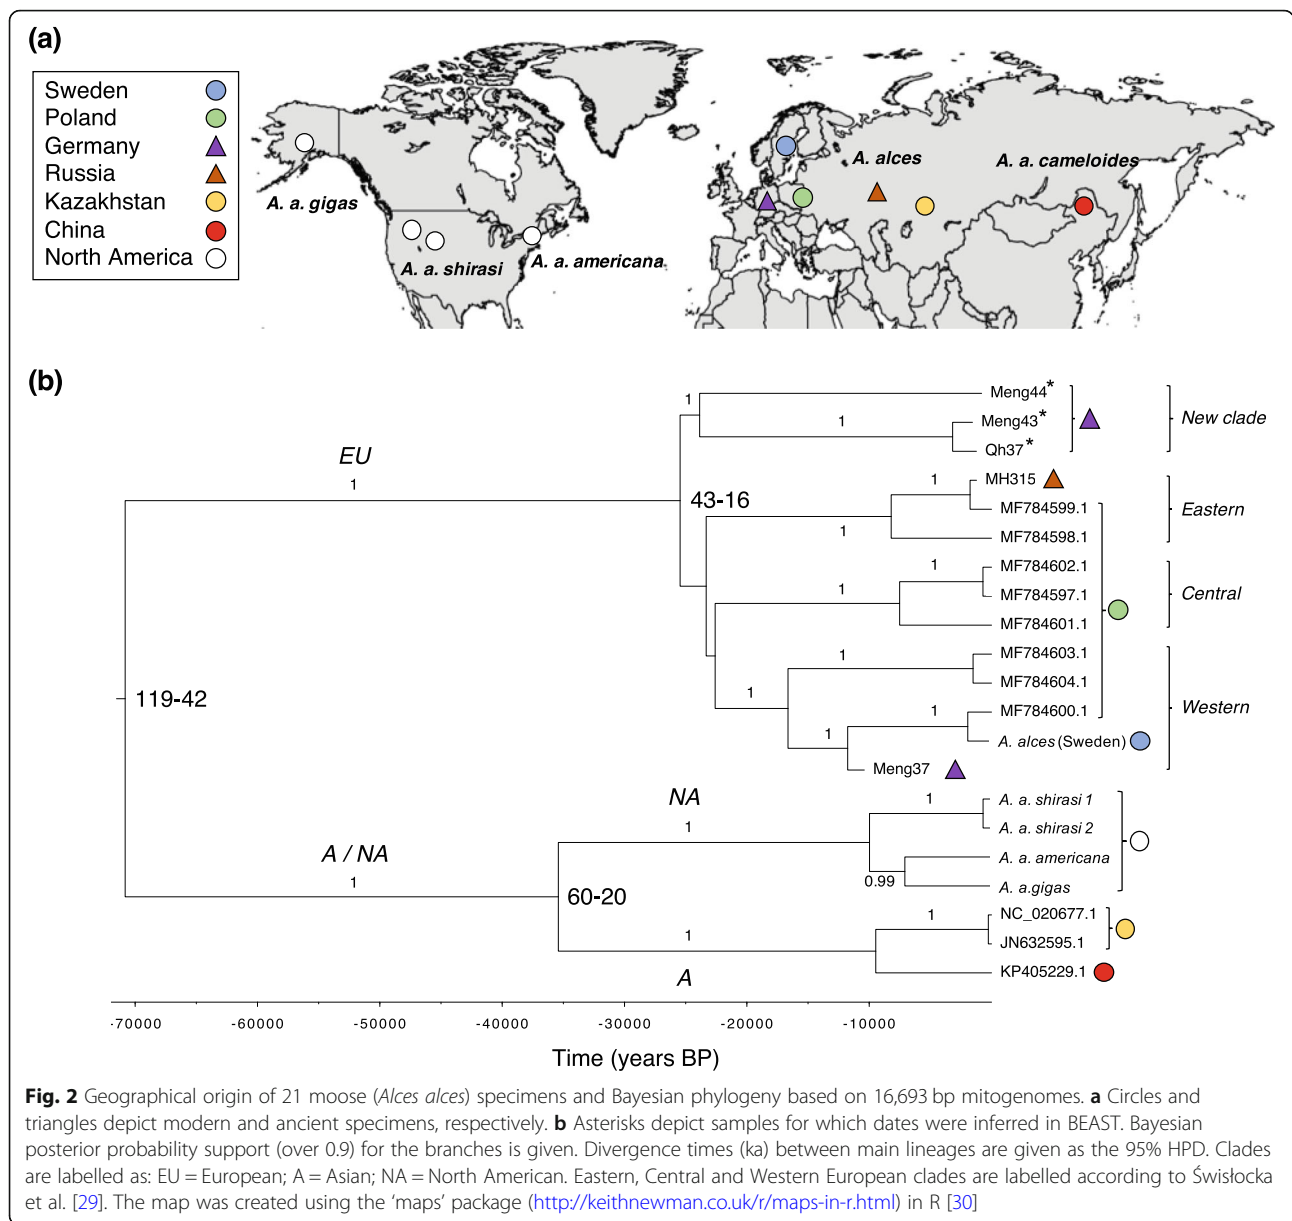 (a)
Sweden
Poland
Germany
Russia
Kazakhstan
China
North America
A. a. gigas
A. a. shirasi
A. a. americana
A. alces
A. a. cameloides
(b)
EU
1
119-42
43-16
1
1
Meng44*
Meng43*
Qh37*
New clade
1
1
MH315
MF784599.1
MF784598.1
Eastern
1
1
MF784602.1
MF784597.1
MF784601.1
Central
1
1
1
1
MF784603.1
MF784604.1
MF784600.1
A. alces (Sweden)
Meng37
Western
A / NA
1
60-20
NA
1
1
0.99
A. a. shirasi 1
A. a. shirasi 2
A. a. americana
A. a.gigas
1
A
1
NC_020677.1
JN632595.1
KP405229.1
-70000 -60000 -50000 -40000 -30000 -20000 -10000
Time (years BP)
Fig. 2 Geographical origin of 21 moose (Alces alces) specimens and Bayesian phylogeny based on 16,693 bp mitogenomes. a Circles and
triangles depict modern and ancient specimens, respectively. b Asterisks depict samples for which dates were inferred in BEAST. Bayesian
posterior probability support (over 0.9) for the branches is given. Divergence times (ka) between main lineages are given as the 95% HPD. Clades
are labelled as: EU = European; A = Asian; NA = North American. Eastern, Central and Western European clades are labelled according to Świsłocka
et al. [29]. The map was created using the ‘maps’ package (http://keithnewman.co.uk/r/maps-in-r.html) in R [30]